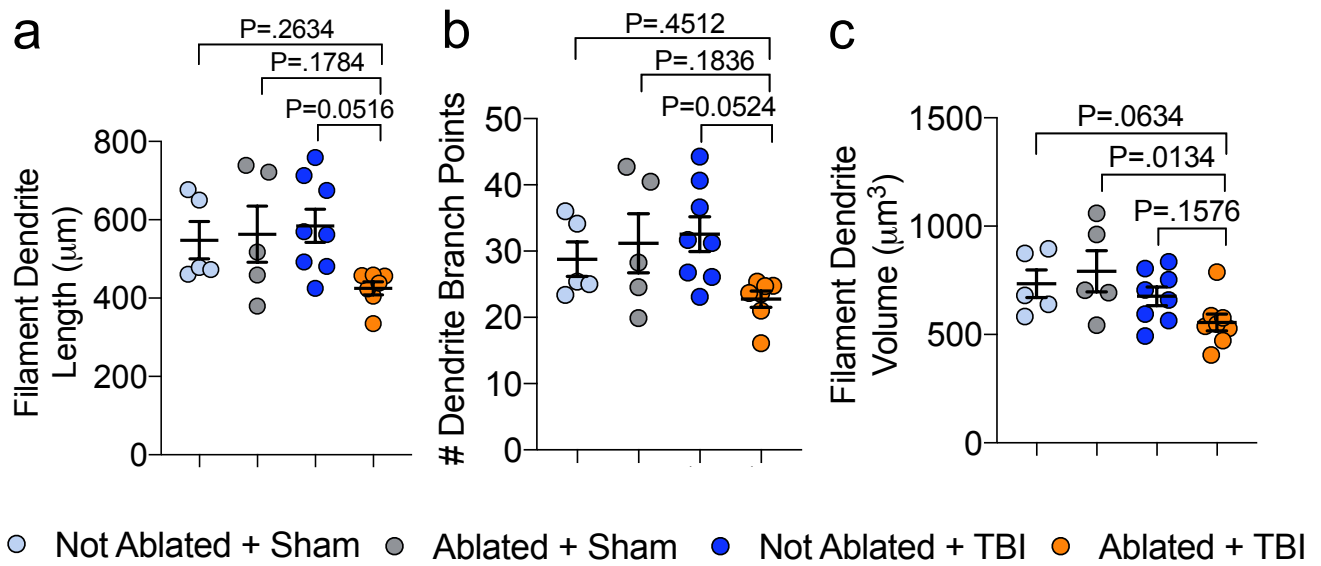 a
P=.2634
P=.1784
P=0.0516
Filament Dendrite
Length (μm)
800
600
400
200
0
b
P=.4512
P=.1836
P=0.0524
# Dendrite Branch Points
50
40
30
20
10
0
c
P=.0634
P=.0134
P=.1576
Filament Dendrite
Volume (μm³)
1500
1000
500
0
Not Ablated + Sham
Ablated + Sham
Not Ablated + TBI
Ablated + TBI